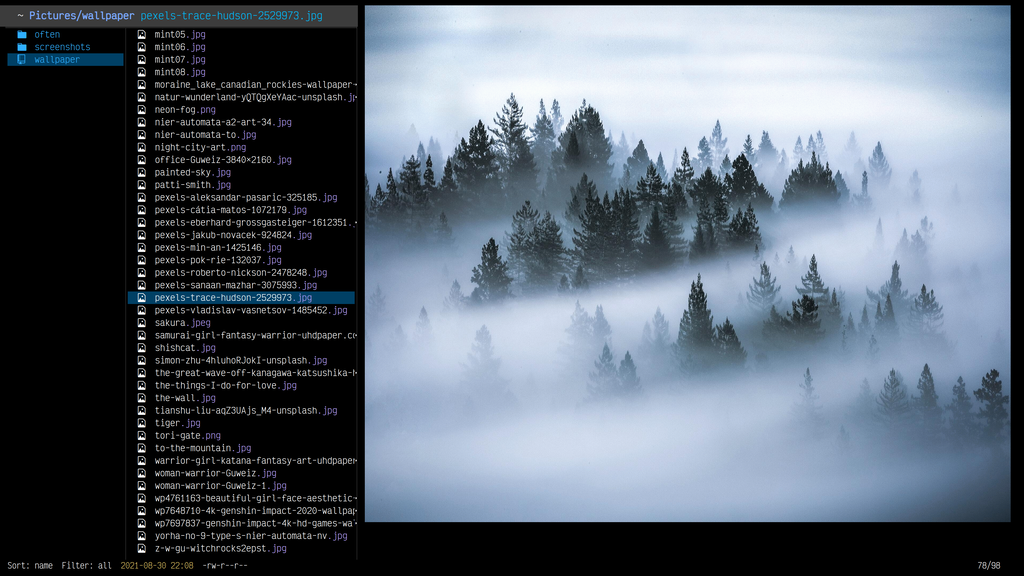 ~ Pictures/wallpaper pexels-trace-hudson-2529973.jpg
often
screenshots
wallpaper
mint05.jpg
mint06.jpg
mint07.jpg
mint08.jpg
moraine_lake_canadian_rockies-wallpaper-
natur-wunderland-yQTQgXeYAac-unsplash.j
neon-fog.png
nier-automata-a2-art-34.jpg
nier-automata-to.jpg
night-city-art.png
office-Guweiz-3840×2160.jpg
painted-sky.jpg
patti-smith.jpg
pexels-aleksandar-pasaric-325185.jpg
pexels-cátia-matos-1072179.jpg
pexels-eberhard-grossgasteiger-1612351.
pexels-jakub-novacek-924824.jpg
pexels-min-an-1425146.jpg
pexels-pok-rie-132037.jpg
pexels-roberto-nickson-2478248.jpg
pexels-sanaan-mazhar-3075993.jpg
pexels-trace-hudson-2529973.jpg
pexels-vladislav-vasnetsov-1485452.jpg
sakura.jpeg
samurai-girl-fantasy-warrior-uhdpaper.c
shishcat.jpg
simon-zhu-4hluhoRJokI-unsplash.jpg
the-great-wave-off-kanagawa-katsushika-
the-things-I-do-for-love.jpg
the-wall.jpg
tianshu-liu-aqZ3UAjs_M4-unsplash.jpg
tiger.jpg
tori-gate.png
to-the-mountain.jpg
warrior-girl-katana-fantasy-art-uhdpaper
woman-warrior-Guweiz.jpg
woman-warrior-Guweiz-1.jpg
wp4761163-beautiful-girl-face-aesthetic-
wp7648710-4k-genshin-impact-2020-wallpa
wp7697837-genshin-impact-4k-hd-games-wa
yorha-no-9-type-s-nier-automata-nv.jpg
z-w-gu-witchrocks2epst.jpg
Sort: name Filter: all 2021-08-30 22:08 -rw-r--r-- 78/98